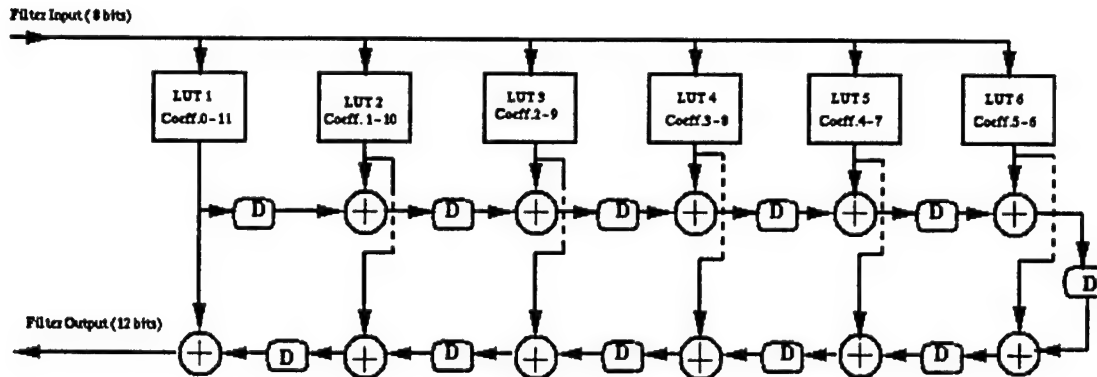 Filter Input ( 8 bits)
LUT 1
Coeff.0-11
LUT 2
Coeff. 1-10
LUT 3
Coeff.2-9
LUT 4
Coeff.3-8
LUT 5
Coeff.4-7
LUT 6
Coeff.5-6
D
D
D
D
D
D
Filter Output (12 bits)
D
D
D
D
D